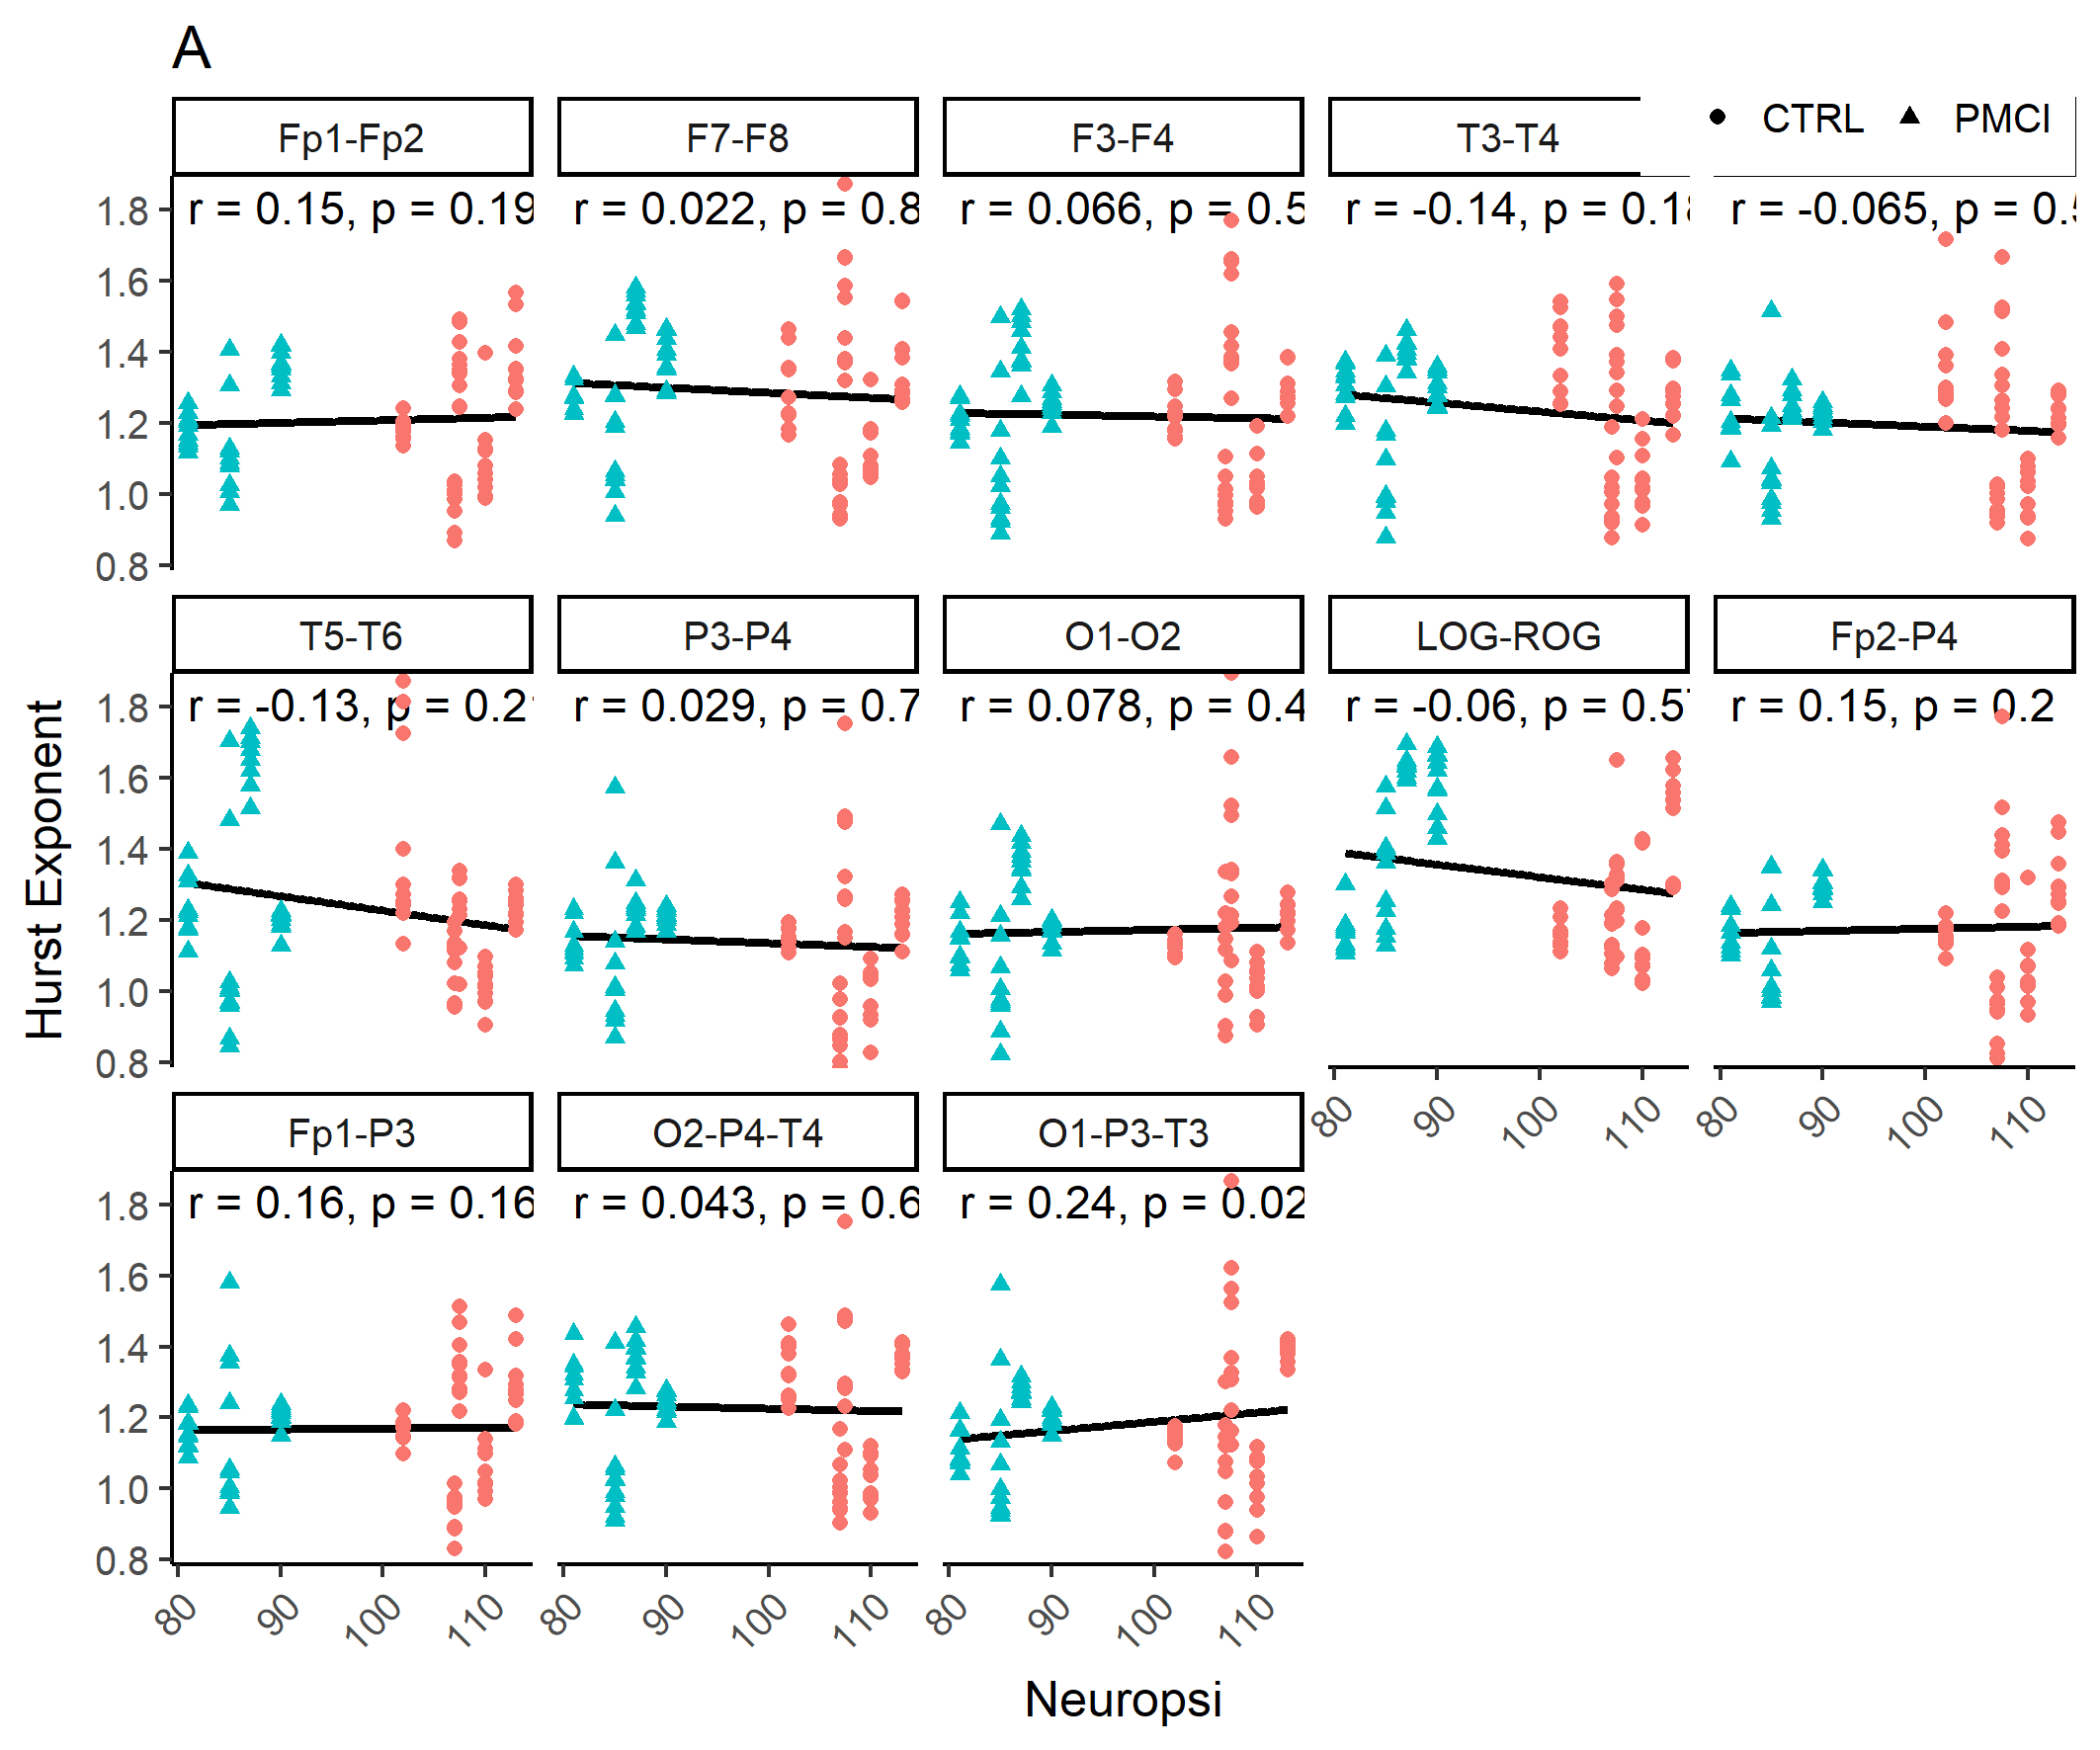 A
CTRL PMCI
Fp1-Fp2 F7-F8 F3-F4 T3-T4
r = 0.15, p = 0.19 r = 0.022, p = 0.8 r = 0.066, p = 0.5 r = -0.14, p = 0.18 r = -0.065, p = 0.5
1.8
1.6
1.4
1.2
1.0
0.8
T5-T6 P3-P4 O1-O2 LOG-ROG Fp2-P4
r = -0.13, p = 0.21 r = 0.029, p = 0.7 r = 0.078, p = 0.4 r = -0.06, p = 0.57 r = 0.15, p = 0.2
1.8
1.6
1.4
1.2
1.0
0.8
80 90 100 110 80 90 100 110
Fp1-P3 O2-P4-T4 O1-P3-T3
r = 0.16, p = 0.16 r = 0.043, p = 0.6 r = 0.24, p = 0.02
1.8
1.6
1.4
1.2
1.0
0.8
80 90 100 110 80 90 100 110 80 90 100 110
Hurst Exponent
Neuropsi